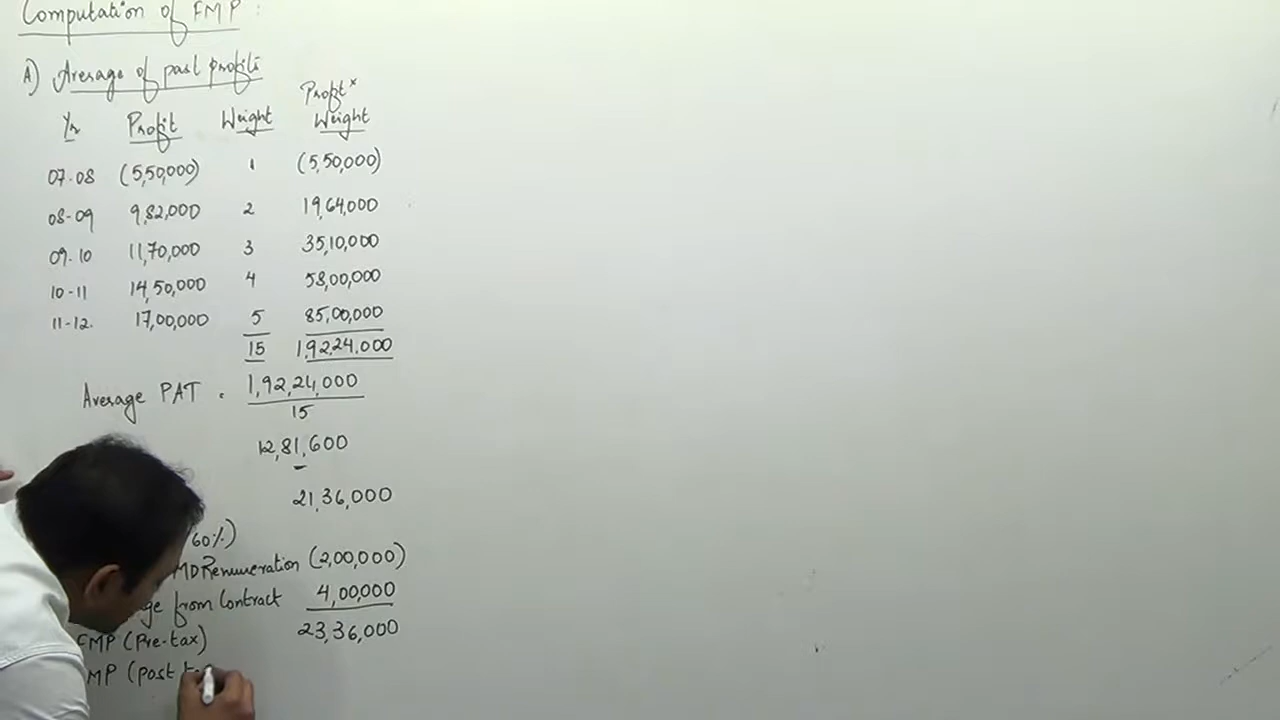 Computation of FMP :
A) Average of past profits
Yr Profit Weight Profit x Weight
07-08 (5,50,000) 1 (5,50,000)
08-09 9,82,000 2 19,64,000
09-10 11,70,000 3 35,10,000
10-11 14,50,000 4 58,00,000
11-12. 17,00,000 5 85,00,000
15 1,92,24,000
Average PAT = 1,92,24,000
15
12,81,600
21,36,000
(60%)
MD Remuneration (2,00,000)
from Contract 4,00,000
FMP (Pre-tax) 23,36,000
MP (post